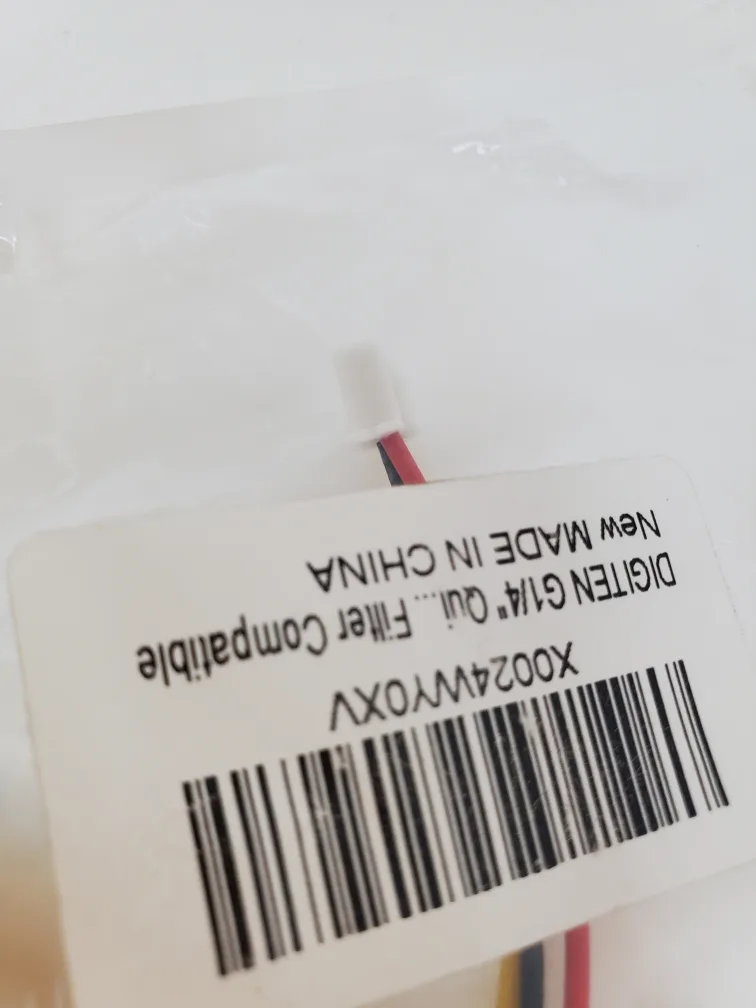 X0024WY0XV
DIGITEN G1/4" Qui... Filter Compatible
New MADE IN CHINA